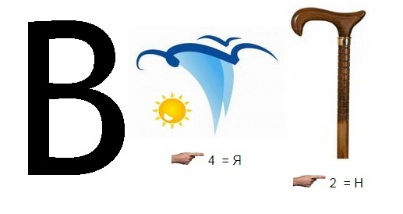 В
4 = Я
2 = Н